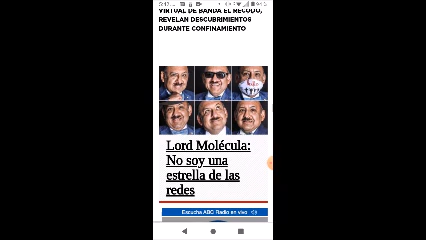 VIRTUAL DE BANDA EL RECODO,
REVELAN DESCUBRIMIENTOS
DURANTE CONFINAMIENTO
Lord Molécula:
No soy una
estrella de las
redes
Escucha ABC Radio en vivo